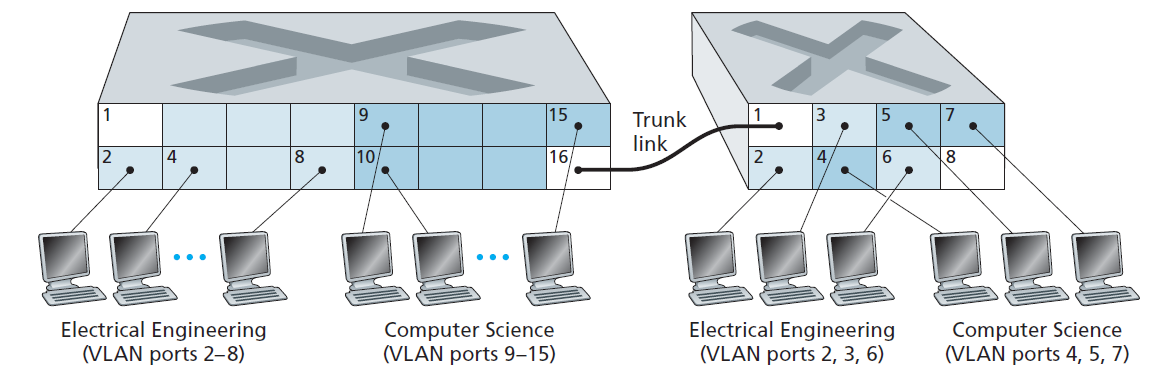 1 9 15
2 4 8 10 16
Trunk
link
1 3 5 7
2 4 6 8
Electrical Engineering
(VLAN ports 2–8)
Computer Science
(VLAN ports 9–15)
Electrical Engineering
(VLAN ports 2, 3, 6)
Computer Science
(VLAN ports 4, 5, 7)